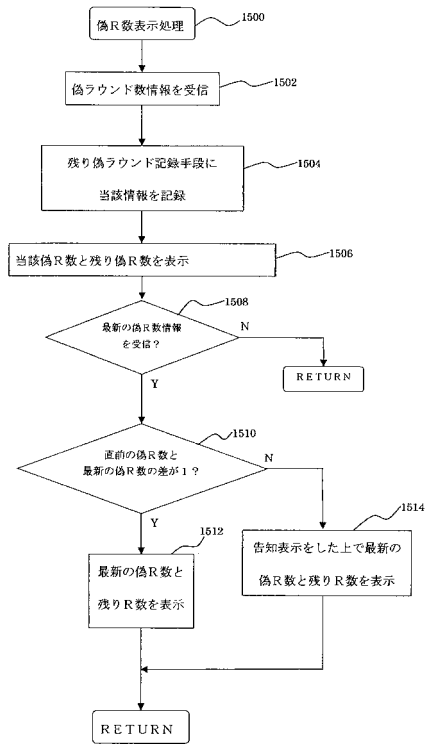 偽R数表示処理
1500
偽ラウンド数情報を受信
1502
残り偽ラウンド記録手段に
当該情報を記録
1504
当該偽R数と残り偽R数を表示
1506
最新の偽R数情報
を受信？
1508
N
RETURN
Y
直前の偽R数と
最新の偽R数の差が1？
1510
N
Y
最新の偽R数と
残りR数を表示
1512
告知表示をした上で最新の
偽R数と残りR数を表示
1514
RETURN